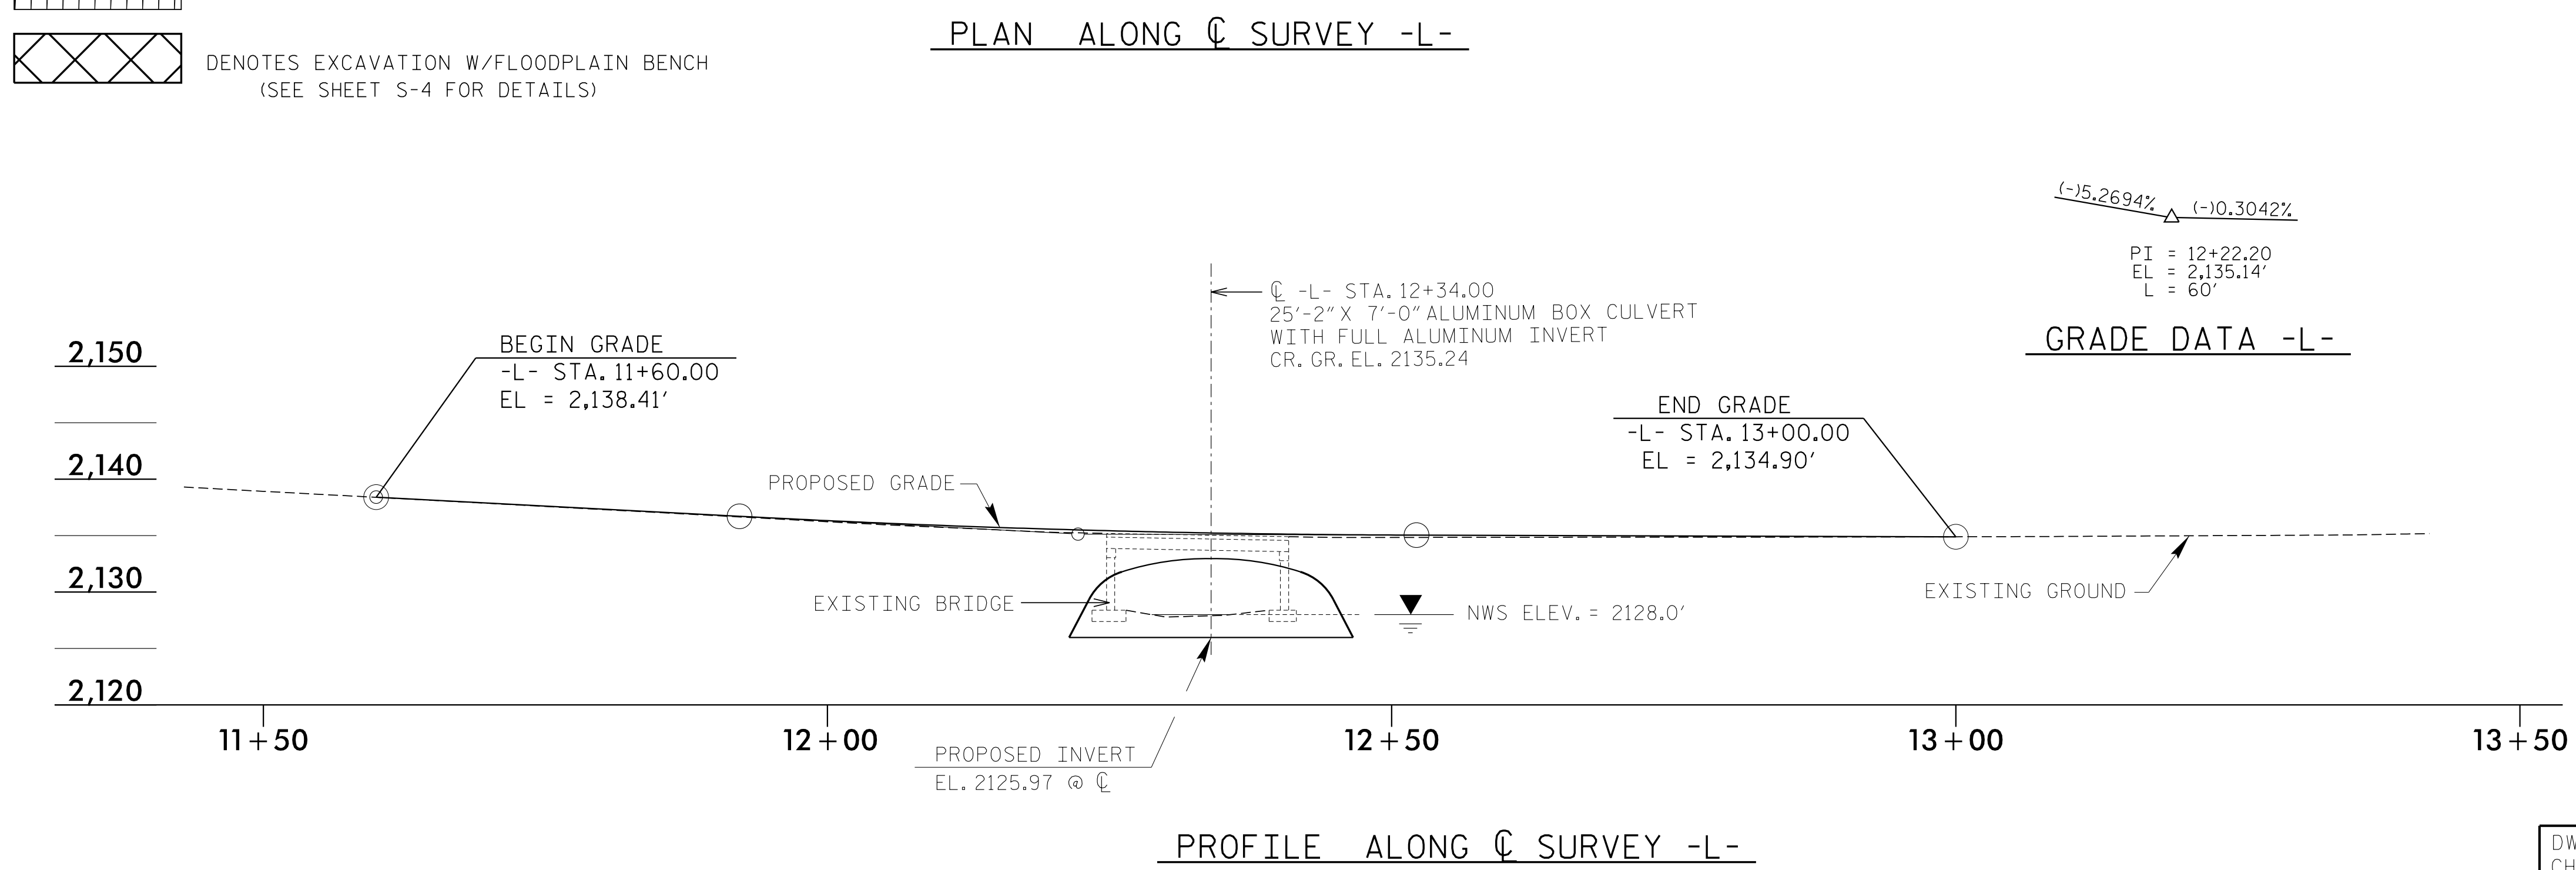 PLAN ALONG ℄ SURVEY -L-
DENOTES EXCAVATION W/FLOODPLAIN BENCH
(SEE SHEET S-4 FOR DETAILS)
(-)5.2694%
(-)0.3042%
PI = 12+22.20
EL = 2,135.14'
L = 60'
GRADE DATA -L-
℄ -L- STA. 12+34.00
25'-2" X 7'-0" ALUMINUM BOX CULVERT
WITH FULL ALUMINUM INVERT
CR. GR. EL. 2135.24
BEGIN GRADE
-L- STA. 11+60.00
EL = 2,138.41'
END GRADE
-L- STA. 13+00.00
EL = 2,134.90'
2,150
2,140
2,130
2,120
PROPOSED GRADE
EXISTING BRIDGE
NWS ELEV. = 2128.0'
EXISTING GROUND
11+50
12+00
12+50
13+00
13+50
PROPOSED INVERT
EL. 2125.97 @ ℄
PROFILE ALONG ℄ SURVEY -L-